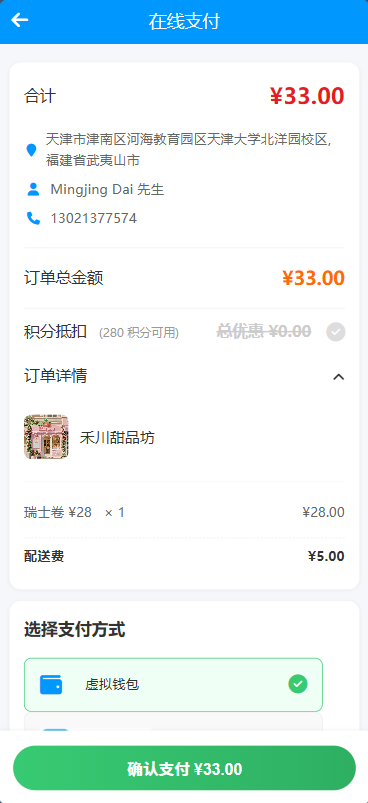 在线支付
合计 ¥33.00
天津市津南区河海教育园区天津大学北洋园校区,
福建省武夷山市
Mingjing Dai 先生
13021377574
订单总金额 ¥33.00
积分抵扣 (280 积分可用) 总优惠 ¥0.00
订单详情
禾川甜品坊
瑞士卷 ¥28 × 1 ¥28.00
配送费 ¥5.00
选择支付方式
虚拟钱包
确认支付 ¥33.00